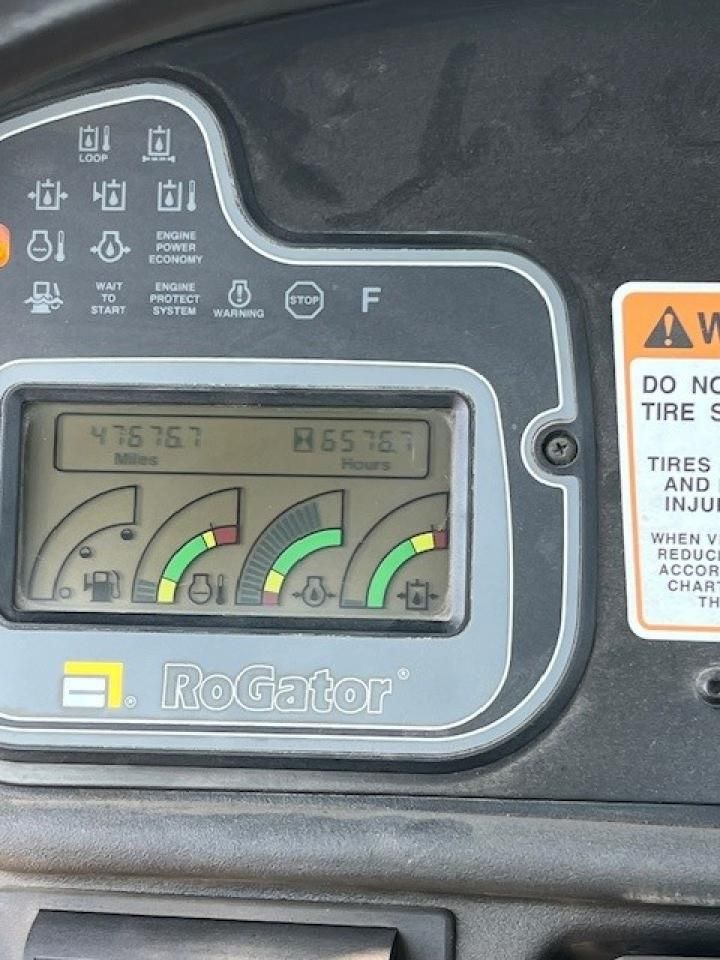 LOOP
ENGINE
POWER
ECONOMY
WAIT
TO
START
ENGINE
PROTECT
SYSTEM
WARNING
STOP
F
47676.7
Miles
6576.7
Hours
RoGator®
DO NO
TIRE S
TIRES
AND
INJU
WHEN
REDUC
ACCOR
CHART
TH